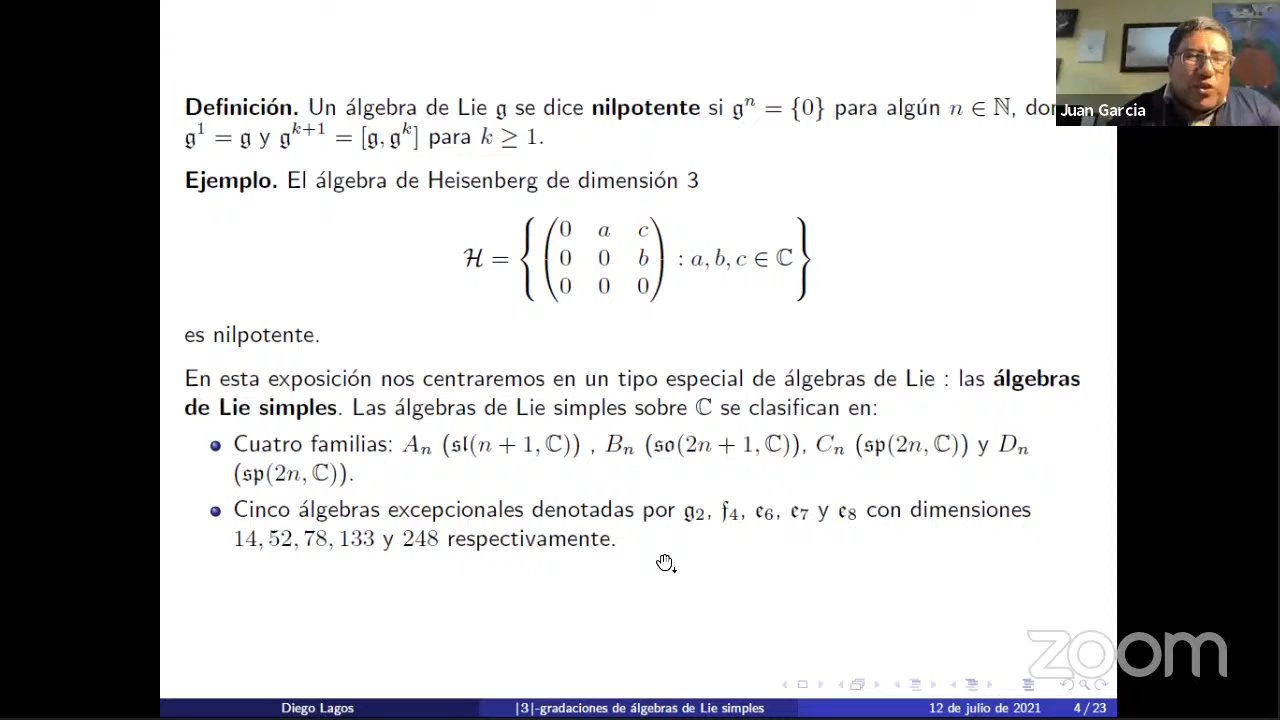 Definición. Un álgebra de Lie 𝔤 se dice nilpotente si 𝔤ⁿ = {0} para algún n ∈ ℕ,
𝔤¹ = 𝔤 y 𝔤ᵏ⁺¹ = [𝔤, 𝔤ᵏ] para k ≥ 1.
Juan Garcia
Ejemplo. El álgebra de Heisenberg de dimensión 3
0 a c
ℋ = { ( 0 0 b ) : a, b, c ∈ ℂ }
0 0 0
es nilpotente.
En esta exposición nos centraremos en un tipo especial de álgebras de Lie : las álgebras
de Lie simples. Las álgebras de Lie simples sobre ℂ se clasifican en:
Cuatro familias: Aₙ (𝔰𝔩(n + 1, ℂ)) , Bₙ (𝔰𝔬(2n + 1, ℂ)), Cₙ (𝔰𝔭(2n, ℂ)) y Dₙ
(𝔰𝔭(2n, ℂ)).
Cinco álgebras excepcionales denotadas por 𝔤₂, 𝔣₄, 𝔢₆, 𝔢₇ y 𝔢₈ con dimensiones
14, 52, 78, 133 y 248 respectivamente.
zoom
Diego Lagos |3|-gradaciones de álgebras de Lie simples 12 de julio de 2021 4 / 23